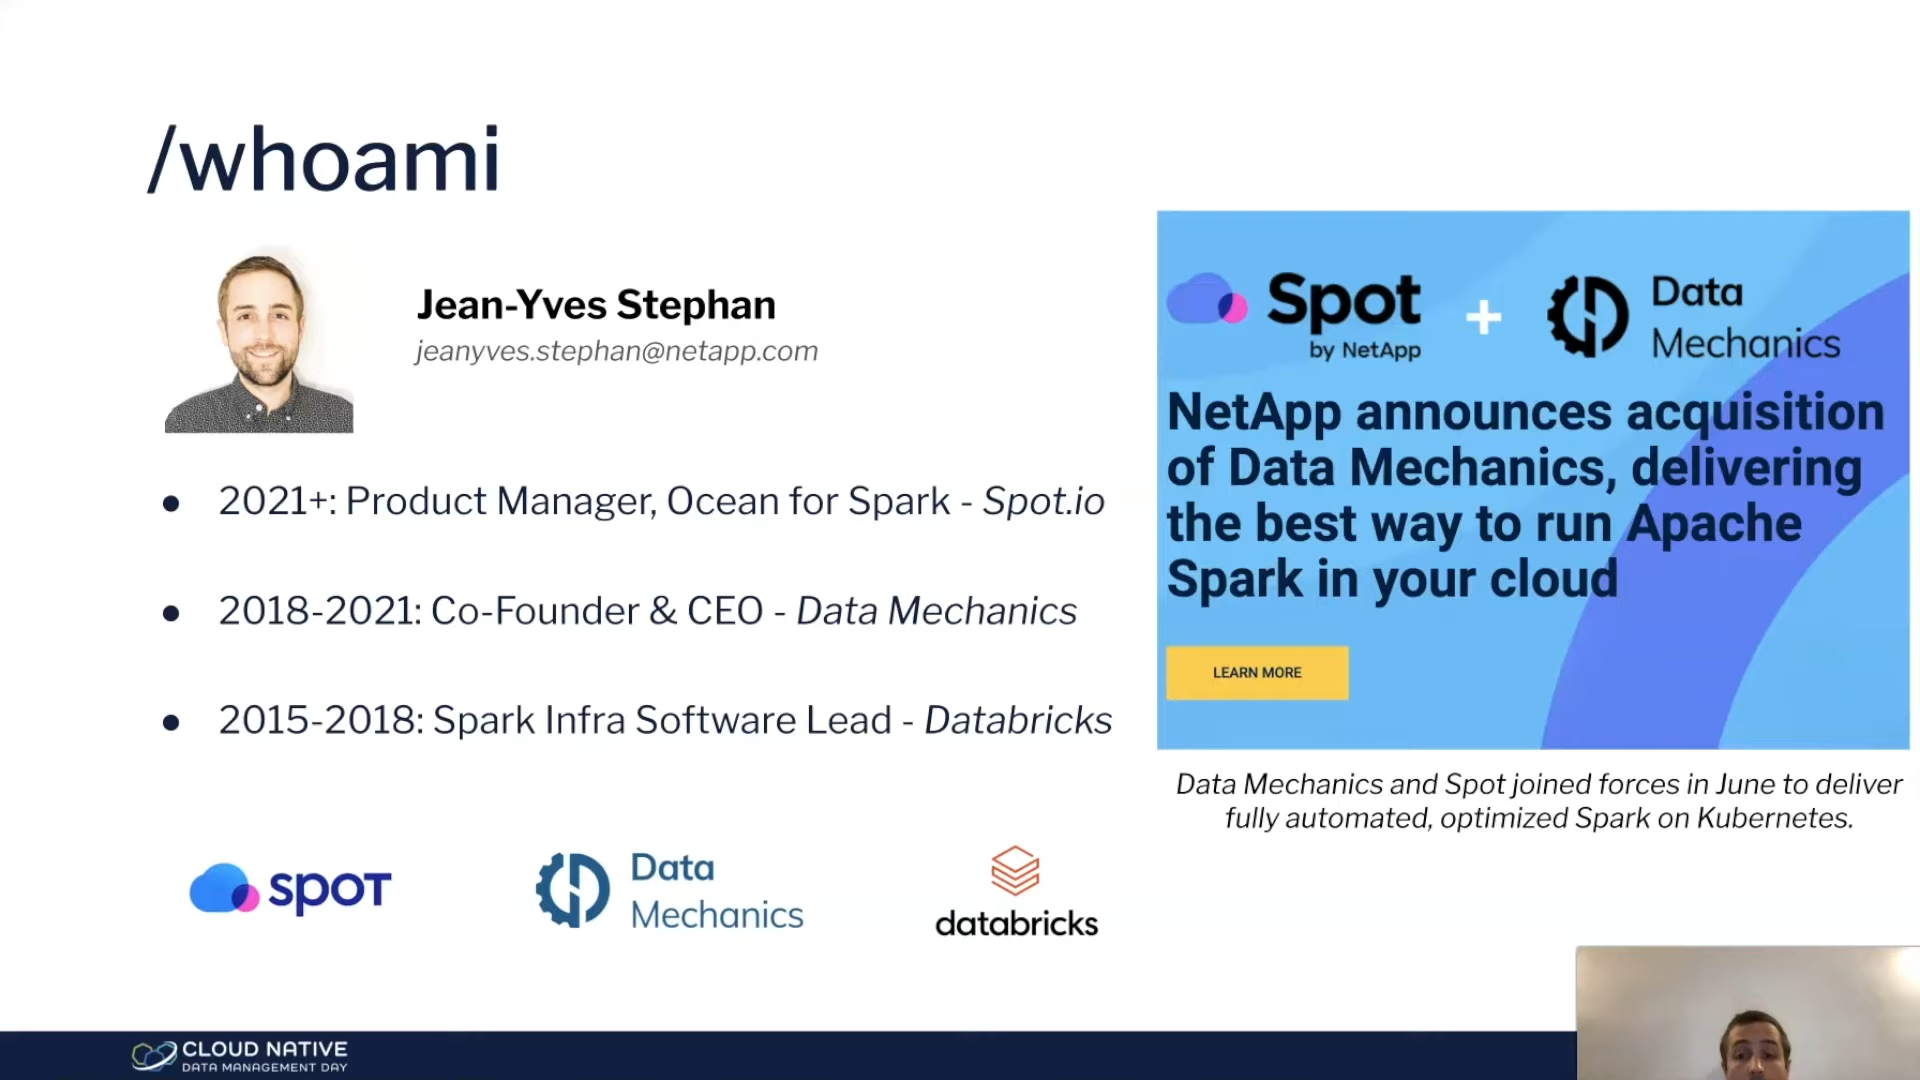 /whoami
Jean-Yves Stephan
jeanyves.stephan@netapp.com
● 2021+: Product Manager, Ocean for Spark - Spot.io
● 2018-2021: Co-Founder & CEO - Data Mechanics
● 2015-2018: Spark Infra Software Lead - Databricks
spot
Data
Mechanics
databricks
Spot
by NetApp
+
Data
Mechanics
NetApp announces acquisition
of Data Mechanics, delivering
the best way to run Apache
Spark in your cloud
LEARN MORE
Data Mechanics and Spot joined forces in June to deliver
fully automated, optimized Spark on Kubernetes.
CLOUD NATIVE
DATA MANAGEMENT DAY